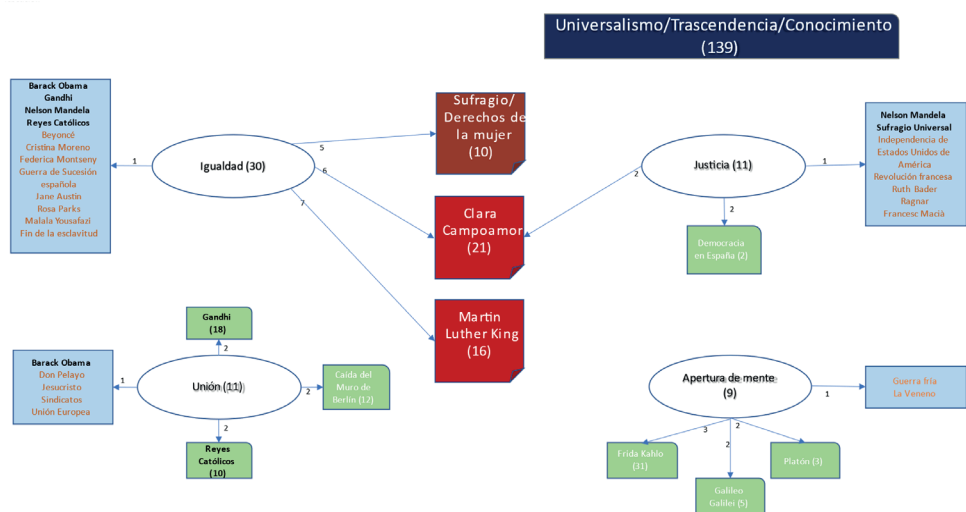 Universalismo/Trascendencia/Conocimiento
(139)
Barack Obama
Gandhi
Nelson Mandela
Reyes Católicos
Beyoncé
Cristina Moreno
Federica Montseny
Guerra de Sucesión
española
Jane Austin
Rosa Parks
Malala Yousafazi
Fin de la esclavitud
1
Igualdad (30)
5
6
7
Sufragio/
Derechos de
la mujer
(10)
Clara
Campoamor
(21)
Martin
Luther King
(16)
2
Justicia (11)
1
2
Nelson Mandela
Sufragio Universal
Independencia de
Estados Unidos de
América
Revolución francesa
Ruth Bader
Ragnar
Francesc Macià
Democracia
en España (2)
Gandhi
(18)
2
Barack Obama
Don Pelayo
Jesucristo
Sindicatos
Unión Europea
1
Unión (11)
2
Caída del
Muro de
Berlín (12)
2
Reyes
Católicos
(10)
Apertura de mente
(9)
1
Guerra fría
La Veneno
3
2
2
Frida Kahlo
(31)
Galileo
Galilei (5)
Platón (3)